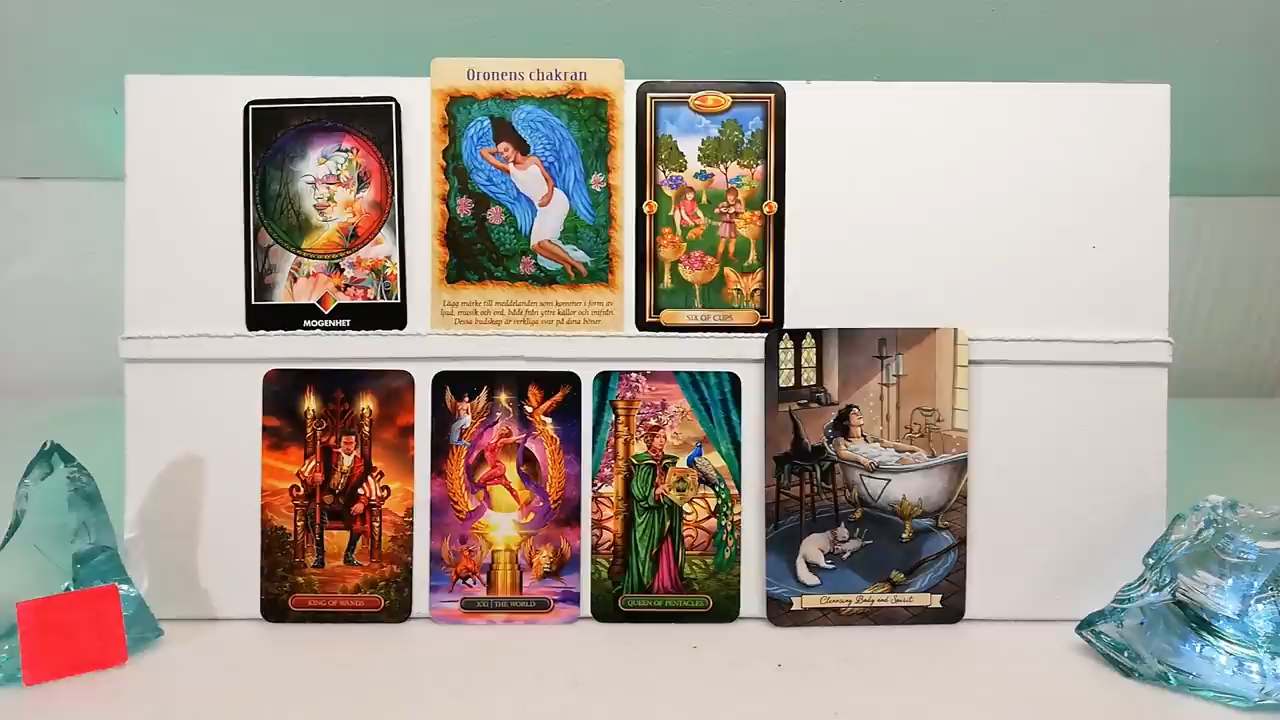 Öronens chakran
Lägg märke till meddelanden som kommer i form av
ljud, musik och ord, både från yttre källor och inifrån.
Dessa budskap är verkliga svar på dina böner.
MOGENHET
SIX OF CUPS
KING OF WANDS
XXI | THE WORLD
QUEEN OF PENTACLES
Cleansing Body and Spirit